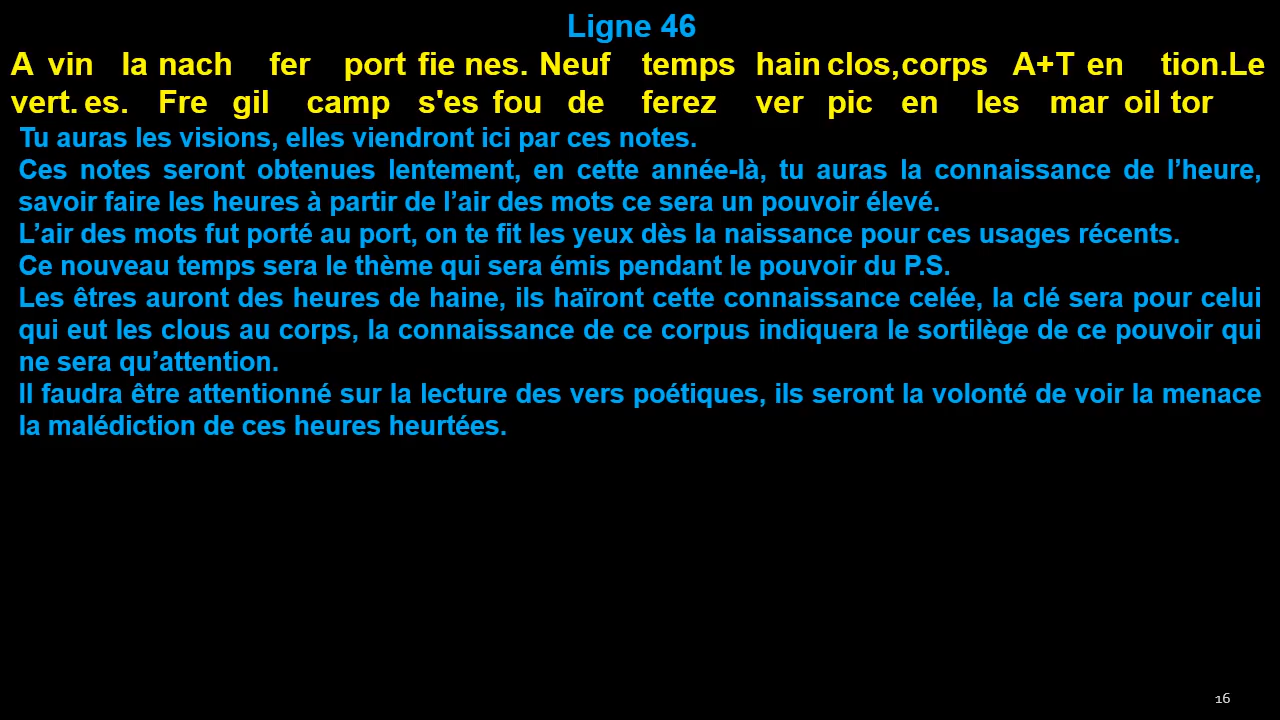 Ligne 46
A vin la nach fer port fie nes. Neuf temps hain clos,corps A+T en tion.Le
vert. es. Fre gil camp s'es fou de ferez ver pic en les mar oil tor
Tu auras les visions, elles viendront ici par ces notes.
Ces notes seront obtenues lentement, en cette année-là, tu auras la connaissance de l’heure,
savoir faire les heures à partir de l’air des mots ce sera un pouvoir élevé.
L’air des mots fut porté au port, on te fit les yeux dès la naissance pour ces usages récents.
Ce nouveau temps sera le thème qui sera émis pendant le pouvoir du P.S.
Les êtres auront des heures de haine, ils haïront cette connaissance celée, la clé sera pour celui
qui eut les clous au corps, la connaissance de ce corpus indiquera le sortilège de ce pouvoir qui
ne sera qu’attention.
Il faudra être attentionné sur la lecture des vers poétiques, ils seront la volonté de voir la menace
la malédiction de ces heures heurtées.
16